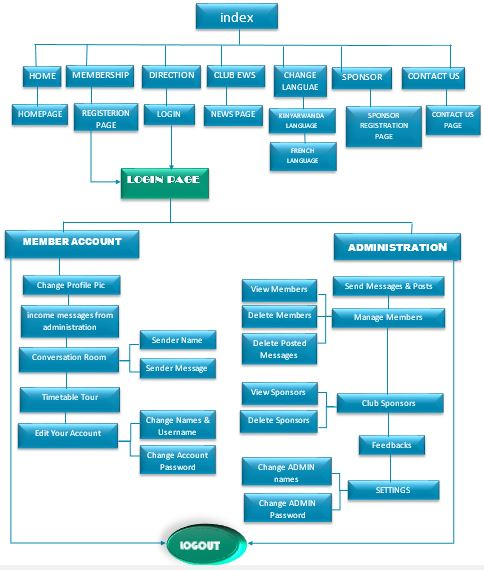 index
HOME
MEMBERSHIP
DIRECTION
CLUB EWS
CHANGE
LANGUAE
SPONSOR
CONTACT US
HOMEPAGE
REGISTERION
PAGE
LOGIN
NEWS PAGE
KINYARWANDA
LANGUAGE
FRENCH
LANGUAGE
SPONSOR
REGISTRATION
PAGE
CONTACT US
PAGE
LOGIN PAGE
MEMBER ACCOUNT
ADMINISTRATION
Change Profile Pic
income messages from
administration
Conversation Room
Sender Name
Sender Message
Timetable Tour
Edit Your Account
Change Names &
Username
Change Account
Password
Send Messages & Posts
View Members
Manage Members
Delete Members
Delete Posted
Messages
View Sponsors
Club Sponsors
Delete Sponsors
Feedbacks
Change ADMIN
names
SETTINGS
Change ADMIN
Password
LOGOUT